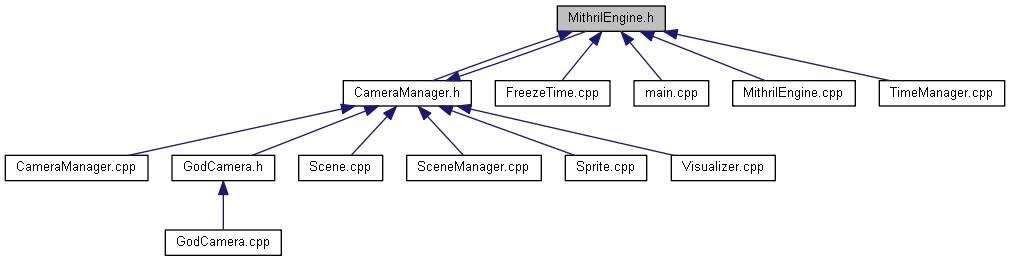 MithrilEngine.h
CameraManager.h
FreezeTime.cpp
main.cpp
MithrilEngine.cpp
TimeManager.cpp
CameraManager.cpp
GodCamera.h
Scene.cpp
SceneManager.cpp
Sprite.cpp
Visualizer.cpp
GodCamera.cpp